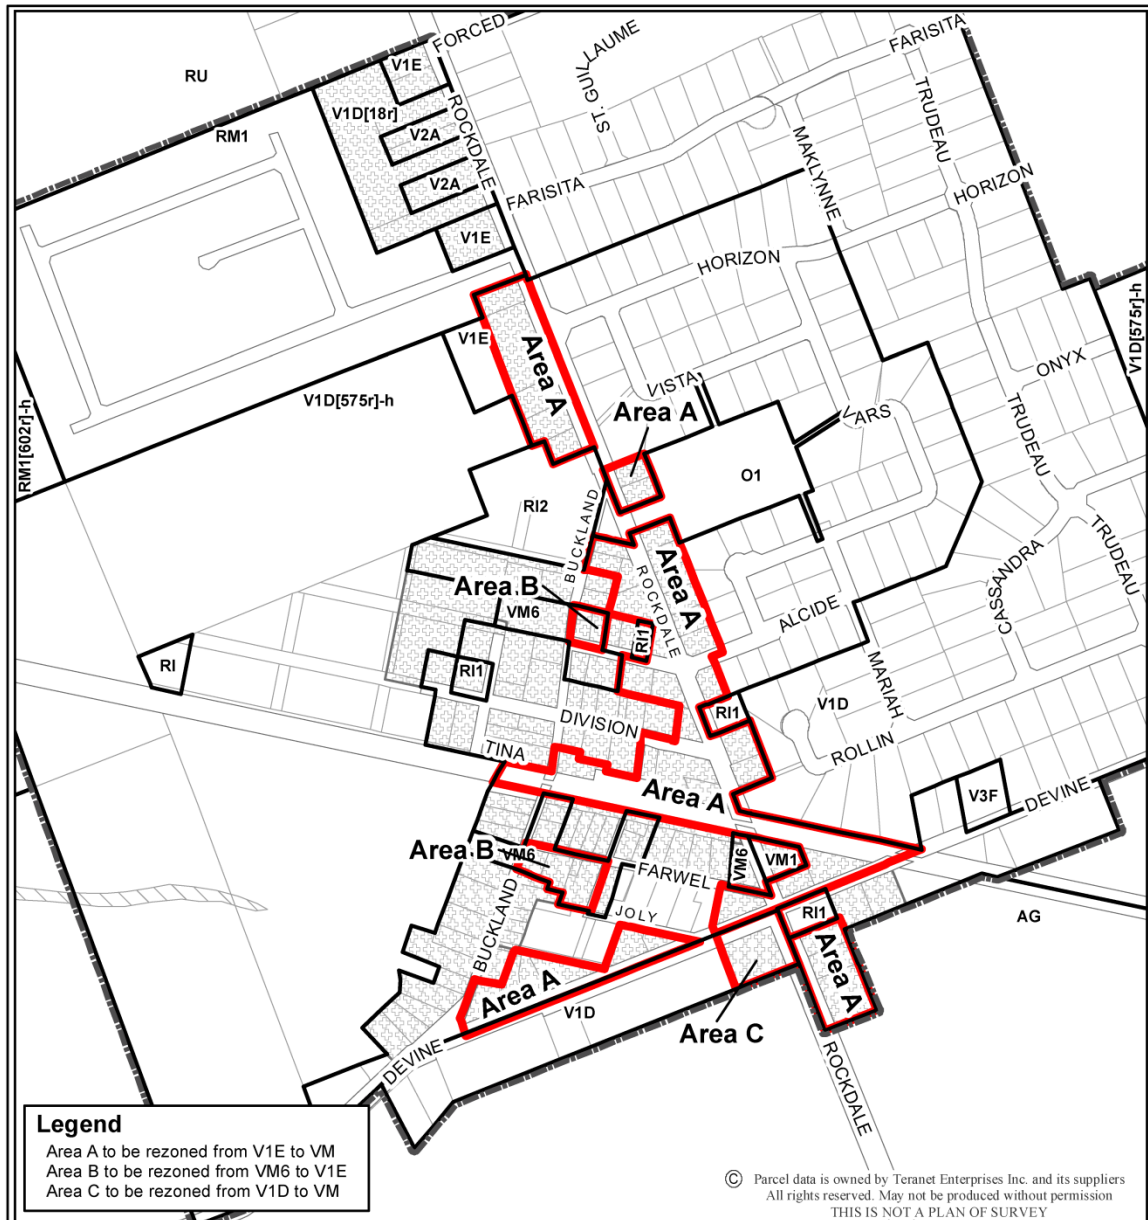 FORCED
ST. GUILLAUME
FARISITA
RU
V1E
V1D[18r]
ROCKDALE
TRUDEAU
RM1
V2A
MAKLYNNE
V2A
FARISITA
HORIZON
V1E
HORIZON
V1D[575r]-h
V1E
Area A
ONYX
VISTA
V1D[575r]-h
Area A
VARS
TRUDEAU
RM1[602r]-h
O1
RI2
BUCKLAND
TRUDEAU
CASSANDRA
ROCKDALE
Area A
Area B
VM6
ALCIDE
RI1
RI
RI1
MARIAH
V1D
RI1
DIVISION
ROLLIN
TINA
Area A
V3F
DEVINE
Area B
VM6
VM6
VM1
FARWEL
BUCKLAND
JOLY
RI1
AG
Area A
Area A
V1D
Area C
DEVINE
ROCKDALE
Legend
Area A to be rezoned from V1E to VM
Area B to be rezoned from VM6 to V1E
Area C to be rezoned from V1D to VM
© Parcel data is owned by Teranet Enterprises Inc. and its suppliers
All rights reserved. May not be produced without permission
THIS IS NOT A PLAN OF SURVEY